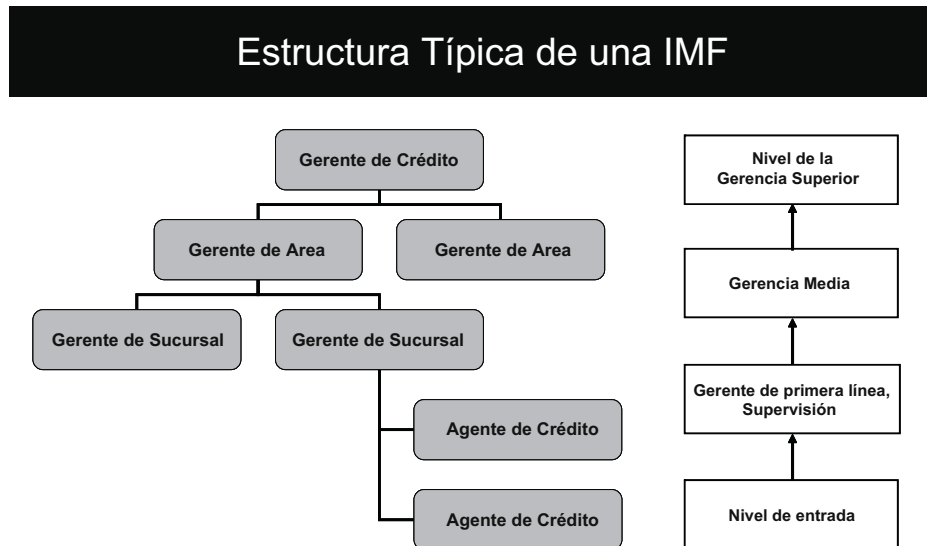 Estructura Típica de una IMF
Gerente de Crédito
Gerente de Area
Gerente de Area
Gerente de Sucursal
Gerente de Sucursal
Agente de Crédito
Agente de Crédito
Nivel de la
Gerencia Superior
Gerencia Media
Gerente de primera línea,
Supervisión
Nivel de entrada